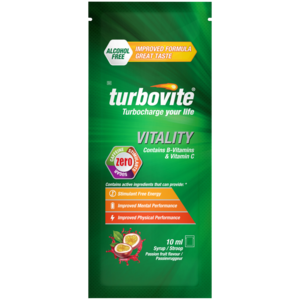 ALCOHOL
FREE
IMPROVED FORMULA
GREAT TASTE
turbovite®
Turbocharge your life
VITALITY
Contains B-Vitamins
& Vitamin C
zero
Contains active ingredients that can provide:*
Stimulant Free Energy
Improved Mental Performance
Improved Physical Performance
10 ml
Syrup / Stroop
Passion fruit flavour /
Passievrugsgeur